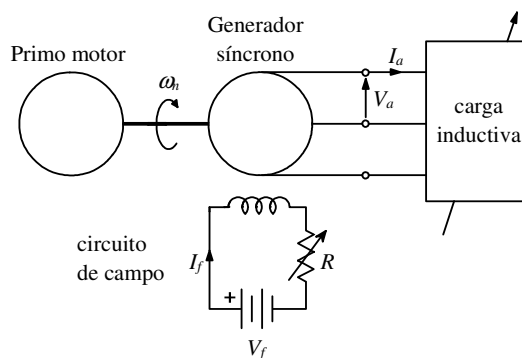 Primo motor
Generador
síncrono
ωn
Ia
Va
carga
inductiva
circuito
de campo
If
R
+
Vf